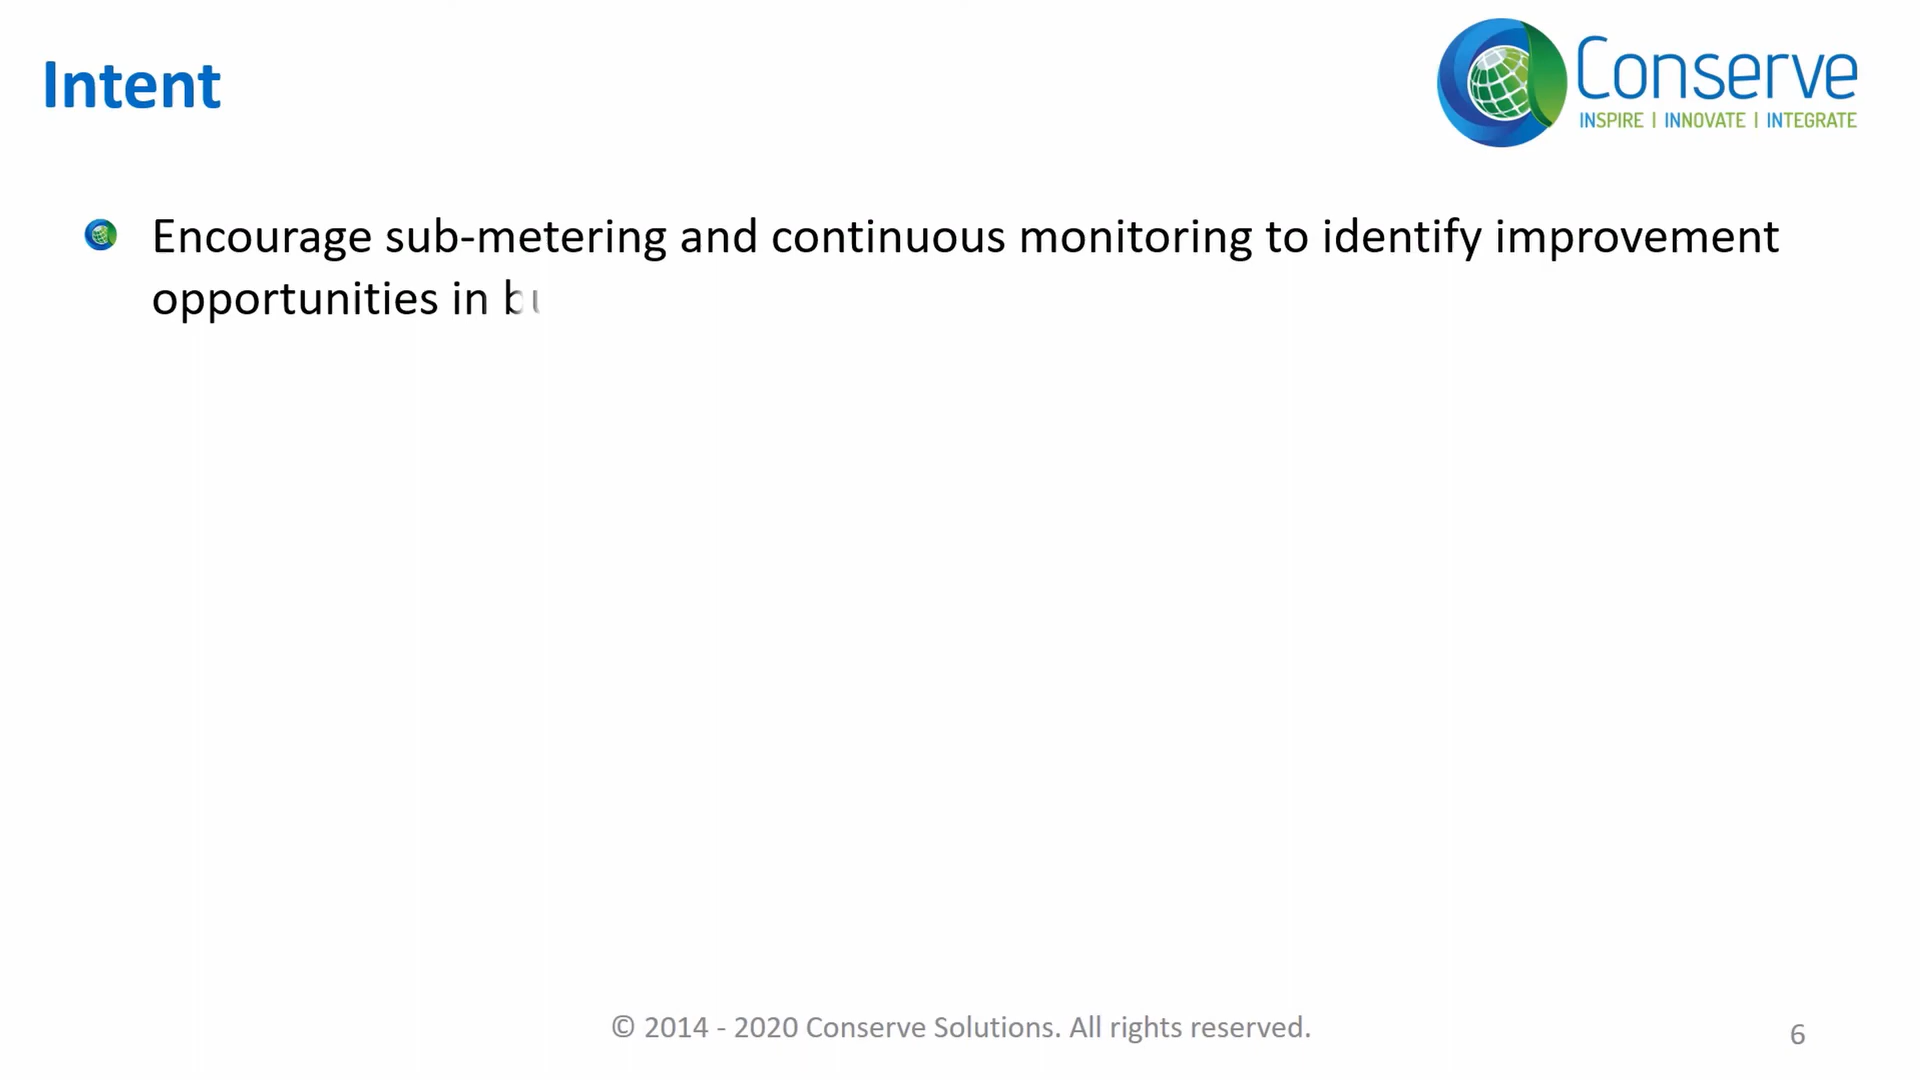 Intent
Conserve
INSPIRE | INNOVATE | INTEGRATE
Encourage sub-metering and continuous monitoring to identify improvement
opportunities in
© 2014 - 2020 Conserve Solutions. All rights reserved.
6